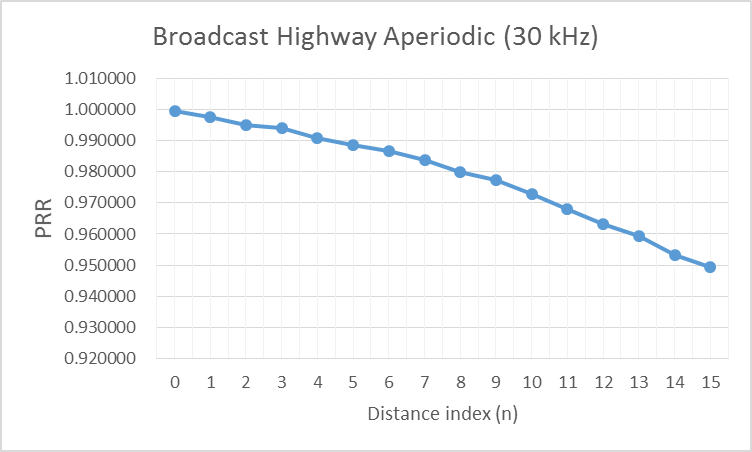 Broadcast Highway Aperiodic (30 kHz)
1.010000
1.000000
0.990000
0.980000
0.970000
0.960000
0.950000
0.940000
0.930000
0.920000
PRR
0 1 2 3 4 5 6 7 8 9 10 11 12 13 14 15
Distance index (n)